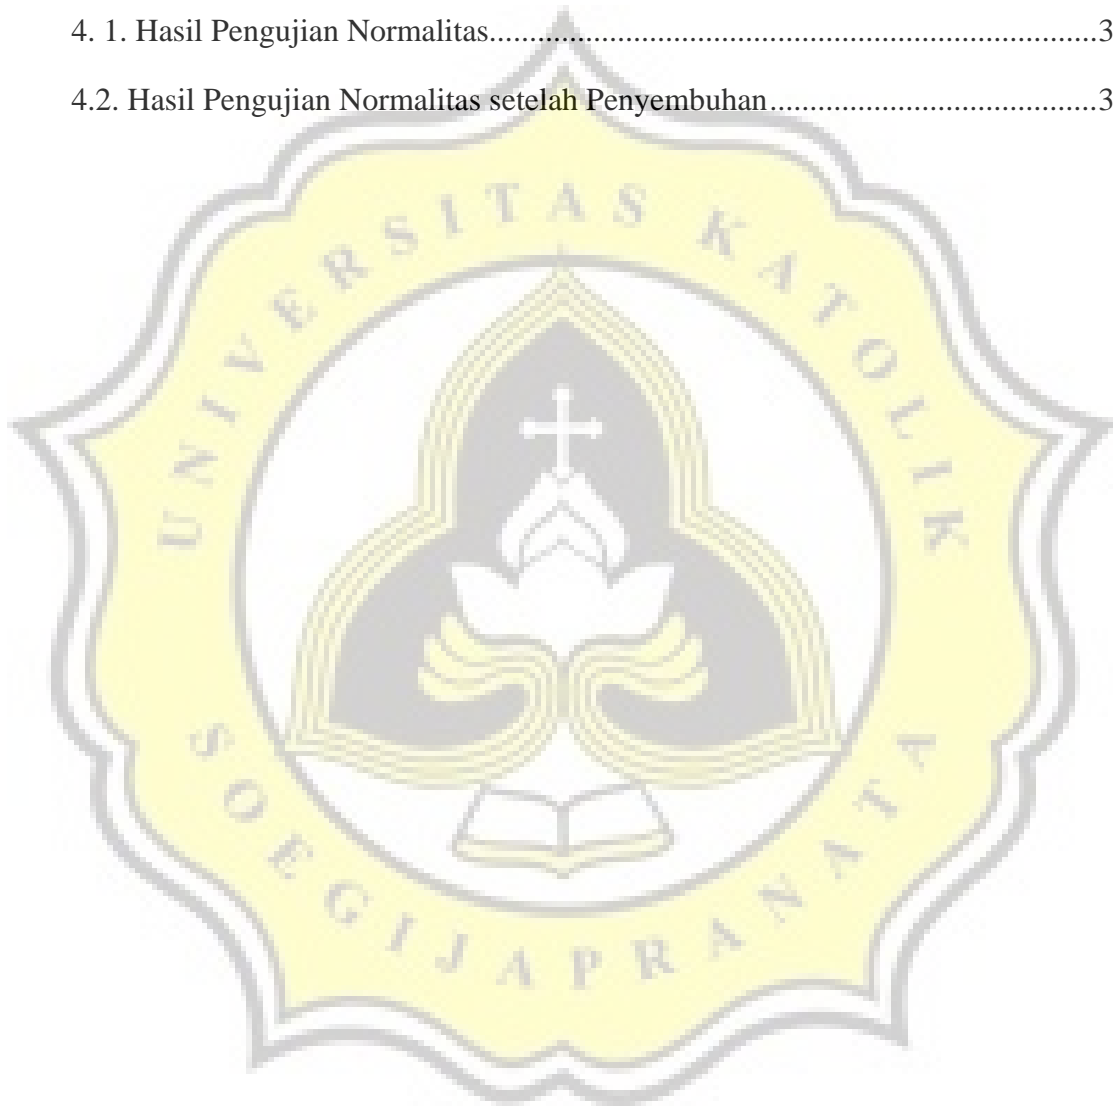 4. 1. Hasil Pengujian Normalitas............................................................................3
4.2. Hasil Pengujian Normalitas setelah Penyembuhan.........................................3
UNIVERSITAS KATOLIK
SOEGIJAPRANATA